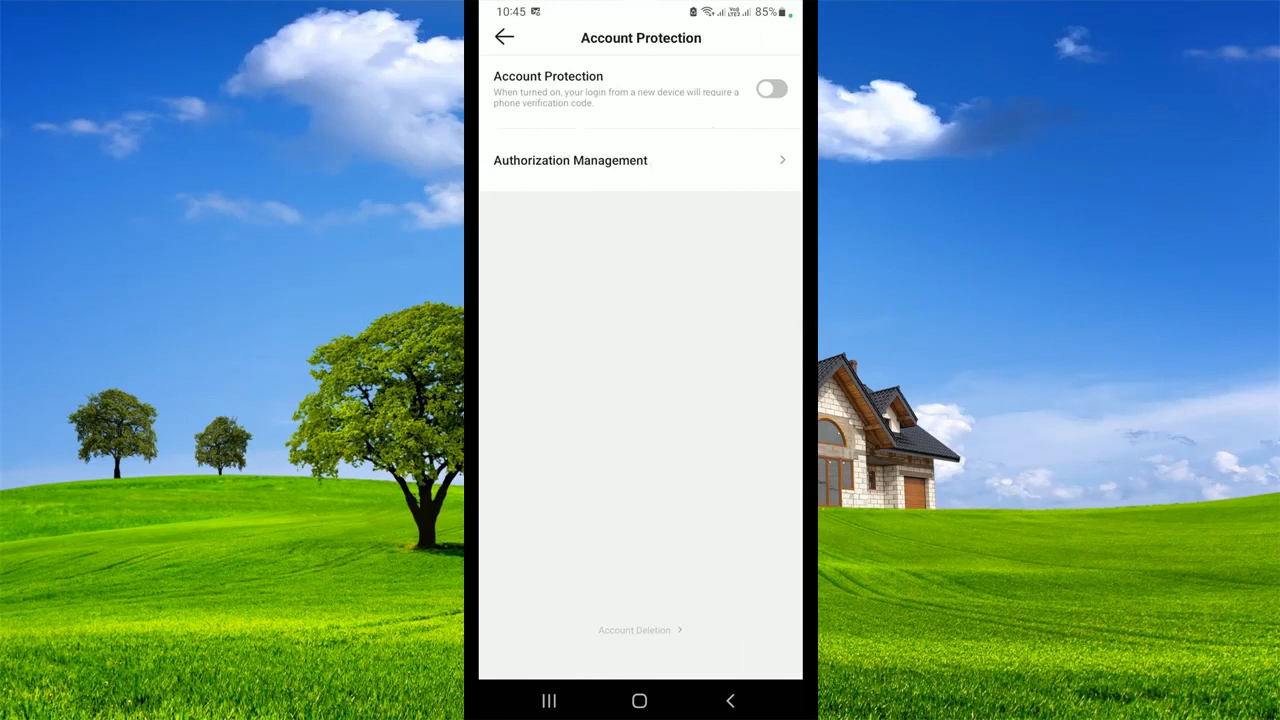 10:45
85%
Account Protection
Account Protection
When turned on, your login from a new device will require a
phone verification code.
Authorization Management
Account Deletion